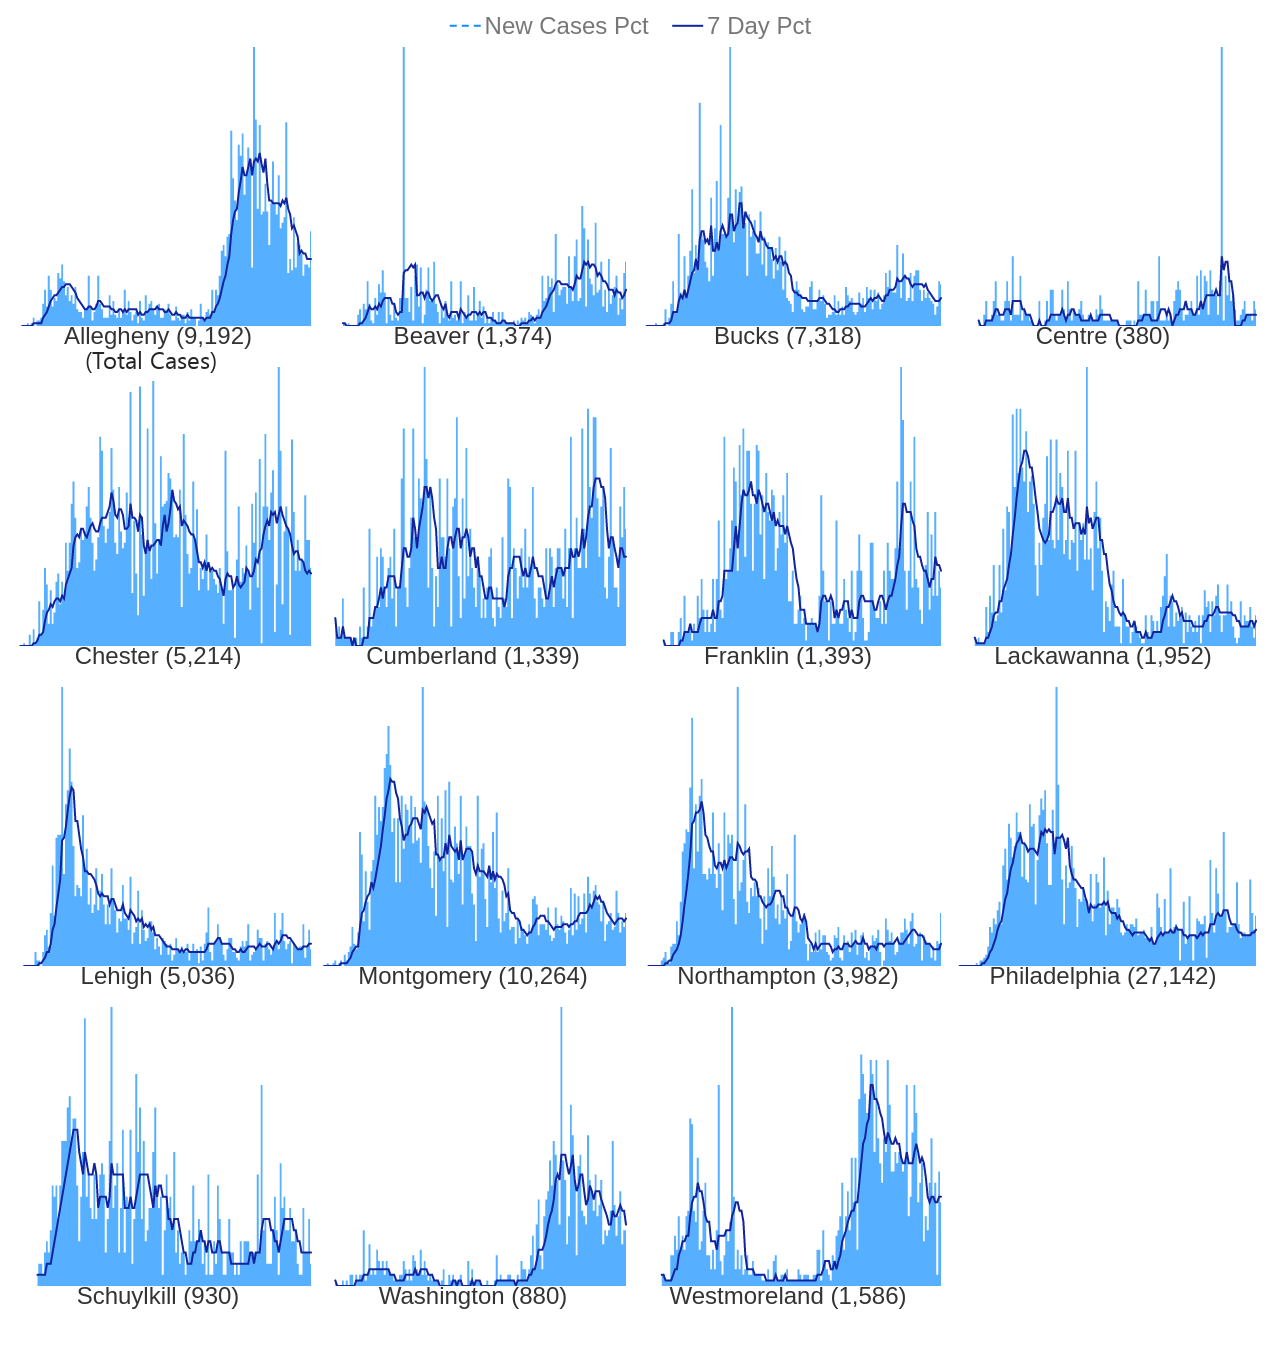 New Cases Pct 7 Day Pct
Allegheny (9,192) Beaver (1,374) Bucks (7,318) Centre (380)
(Total Cases)
Chester (5,214) Cumberland (1,339) Franklin (1,393) Lackawanna (1,952)
Lehigh (5,036) Montgomery (10,264) Northampton (3,982) Philadelphia (27,142)
Schuylkill (930) Washington (880) Westmoreland (1,586)